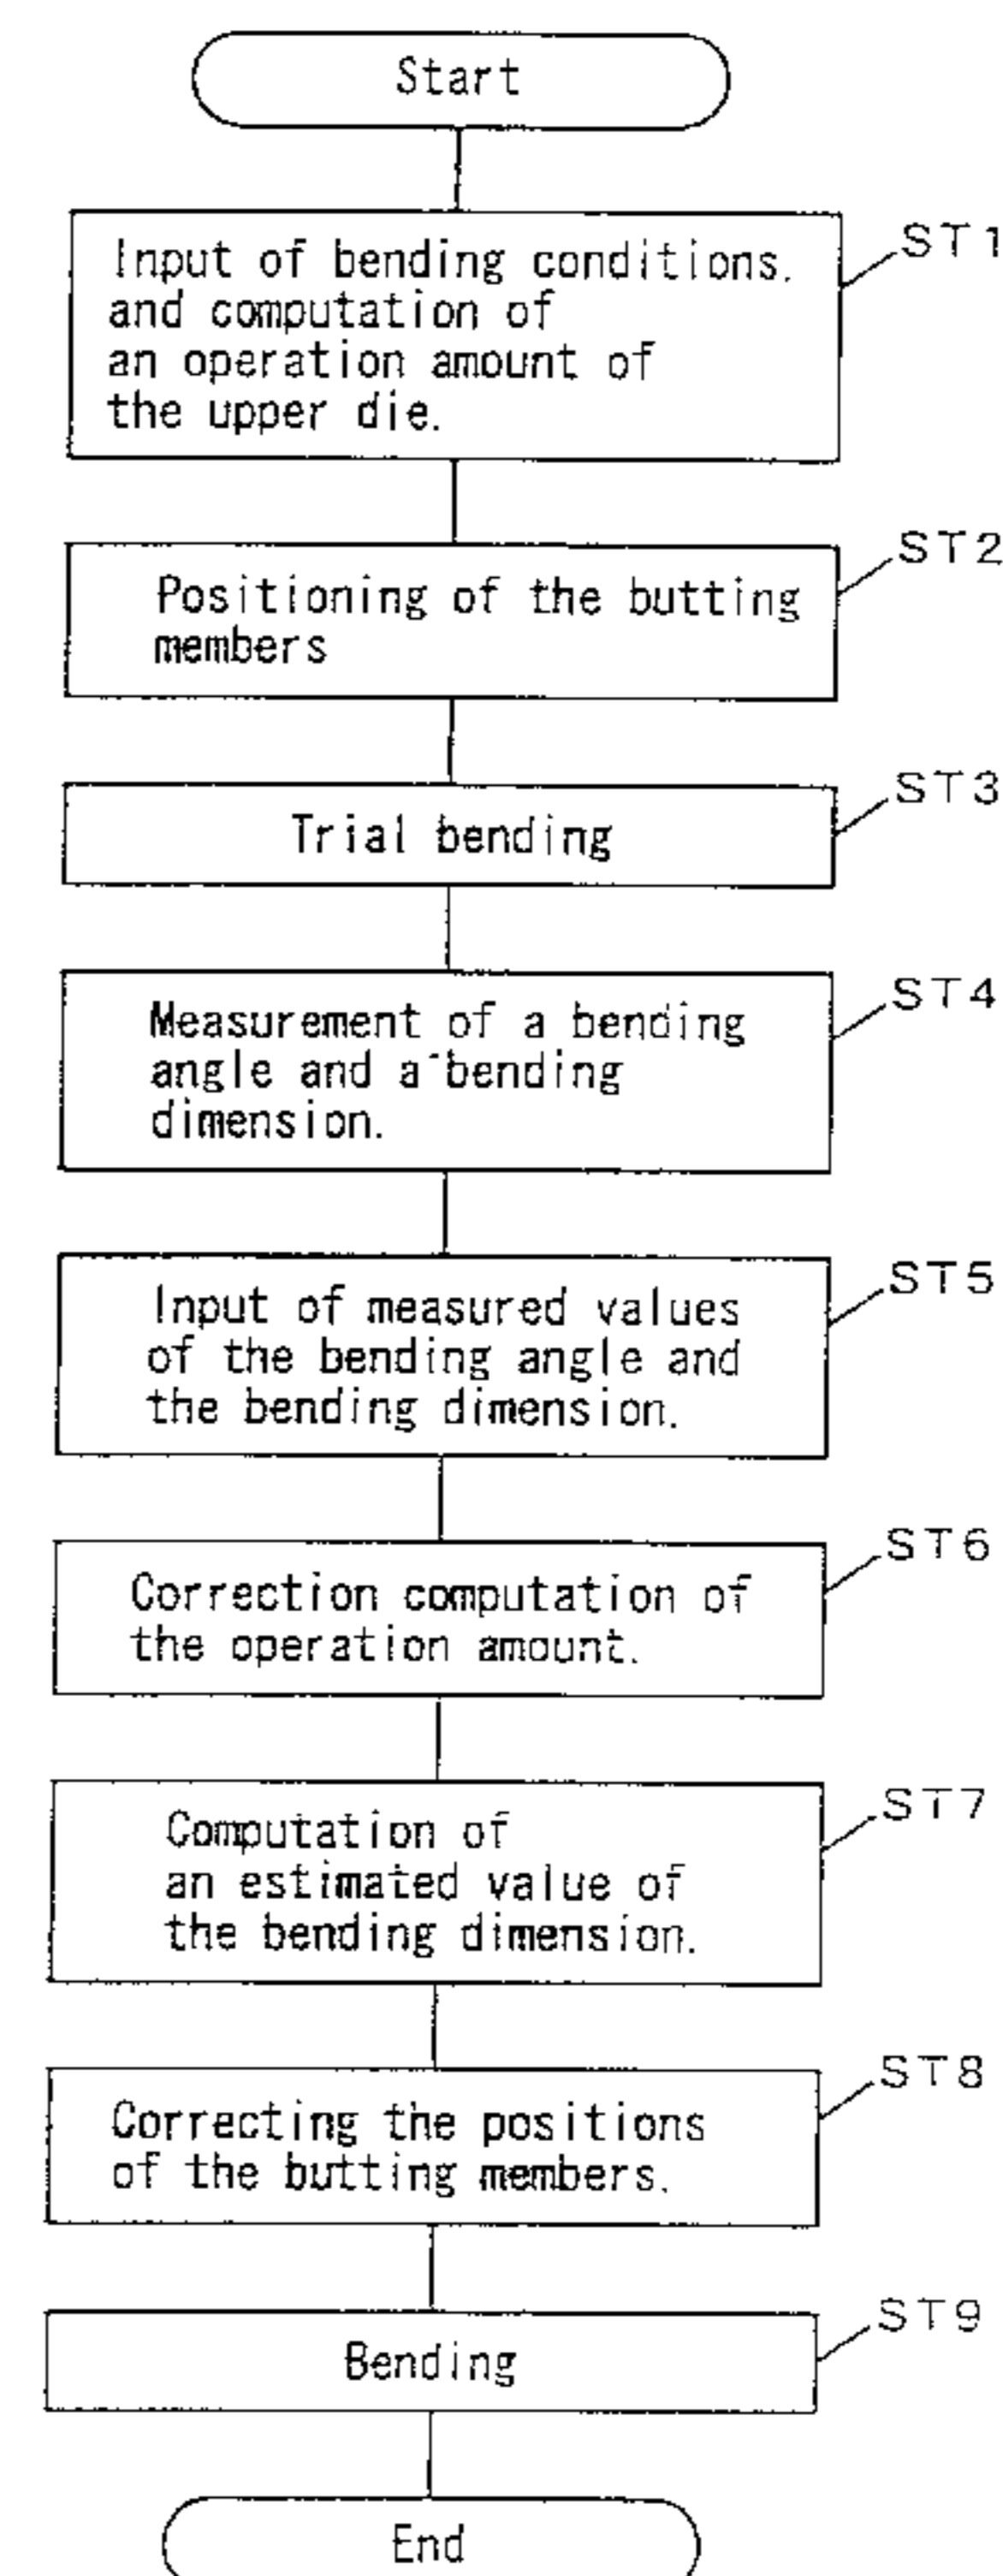 Start
Input of bending conditions.
and computation of
an operation amount of
the upper die.
ST1
Positioning of the butting
members
ST2
Trial bending
ST3
Measurement of a bending
angle and a bending
dimension.
ST4
Input of measured values
of the bending angle and
the bending dimension.
ST5
Correction computation of
the operation amount.
ST6
Computation of
an estimated value of
the bending dimension.
ST7
Correcting the positions
of the butting members.
ST8
Bending
ST9
End